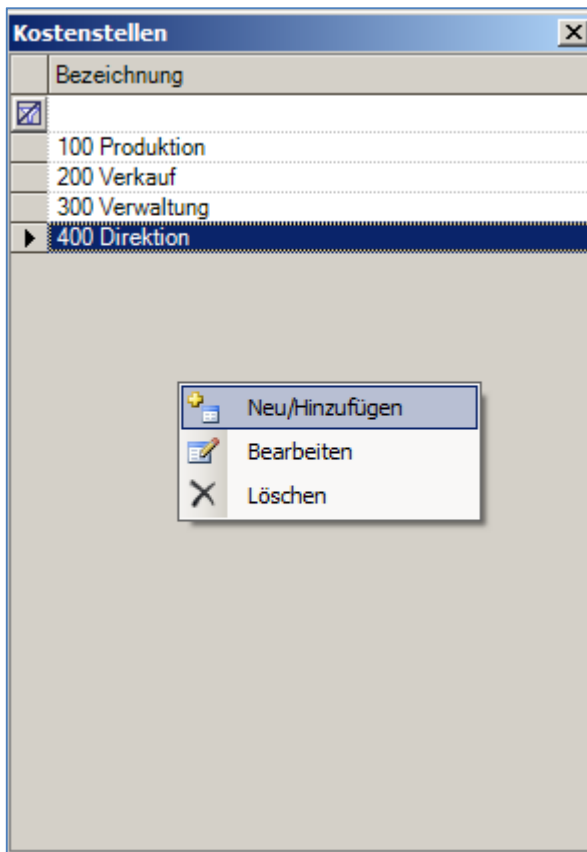 Kostenstellen
Bezeichnung
100 Produktion
200 Verkauf
300 Verwaltung
400 Direktion
Neu/Hinzufügen
Bearbeiten
Löschen